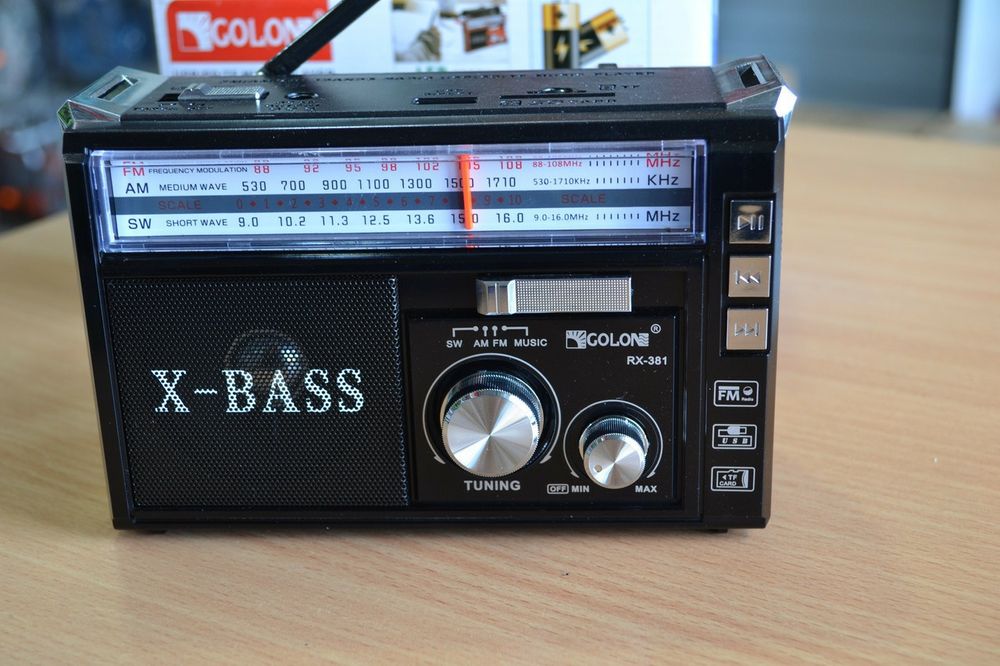 GOLON
FM FREQUENCY MODULATION 88 92 95 98 102 105 108 88-108MHz MHz
AM MEDIUM WAVE 530 700 900 1100 1300 1500 1710 530-1710KHz KHz
SCALE 0 1 2 3 4 5 6 7 9 10 SCALE
SW SHORT WAVE 9.0 10.2 11.3 12.5 13.6 15.0 16.0 9.0-16.0MHz MHz
SW AM FM MUSIC
GOLON ®
RX-381
X-BASS
TUNING
OFF MIN MAX
FM Radio
USB
TF CARD